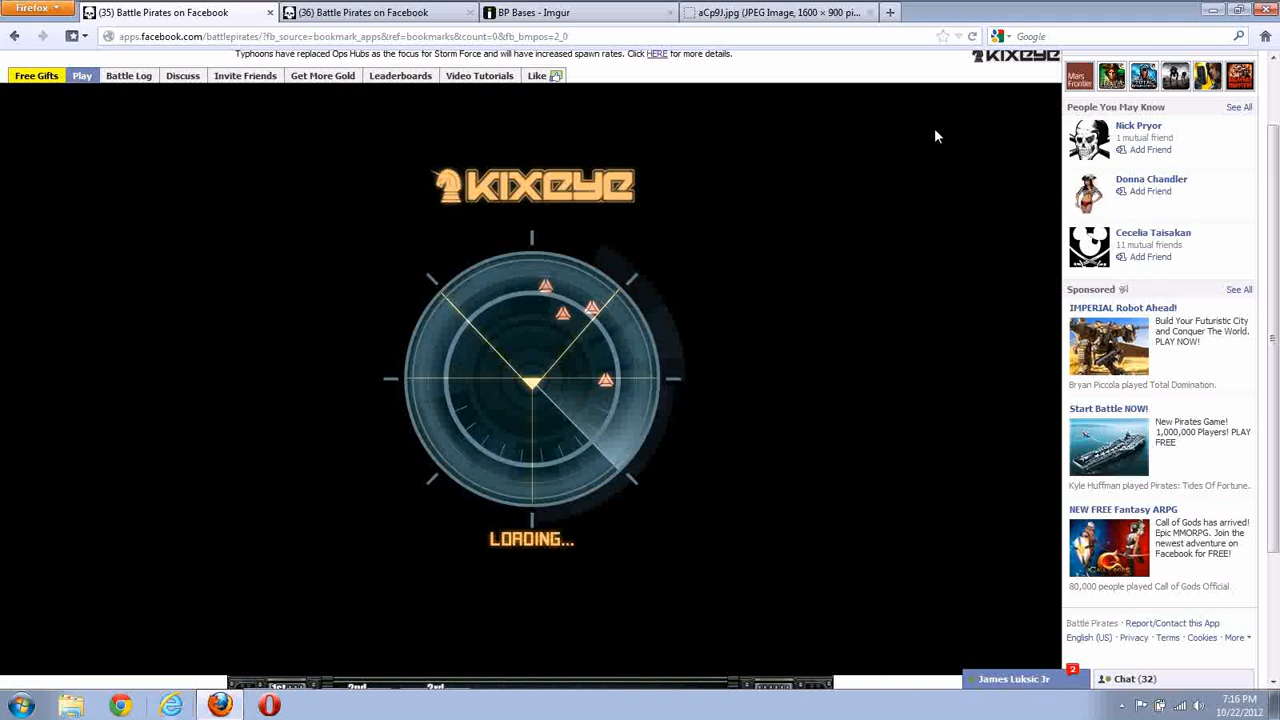 Firefox
(35) Battle Pirates on Facebook
(36) Battle Pirates on Facebook
BP Bases - Imgur
aCp9J.jpg (JPEG Image, 1600 × 900 pi...
apps.facebook.com/battlepirates/?fb_source=bookmark_apps&ref=bookmarks&count=0&fb_bmpos=2_0
Google
Typhoons have replaced Ops Hubs as the focus for Storm Force and will have increased spawn rates. Click HERE for more details.
KIXEYE
Free Gifts
Play
Battle Log
Discuss
Invite Friends
Get More Gold
Leaderboards
Video Tutorials
Like
Mars
Frontier
People You May Know
See All
Nick Pryor
1 mutual friend
Add Friend
Donna Chandler
Add Friend
Cecelia Taisakan
11 mutual friends
Add Friend
KIXEYE
LOADING...
Sponsored
See All
IMPERIAL Robot Ahead!
Build Your Futuristic City
and Conquer The World.
PLAY NOW!
Bryan Piccola played Total Domination.
Start Battle NOW!
New Pirates Game!
1,000,000 Players! PLAY
FREE
Kyle Huffman played Pirates: Tides Of Fortune.
NEW FREE Fantasy ARPG
Call of Gods has arrived!
Epic MMORPG. Join the
newest adventure on
Facebook for FREE!
80,000 people played Call of Gods Official
Battle Pirates · Report/Contact this App
English (US) · Privacy · Terms · Cookies · More
1st
2nd
3rd
James Luksic Jr
2
Chat (32)
7:16 PM
10/22/2012